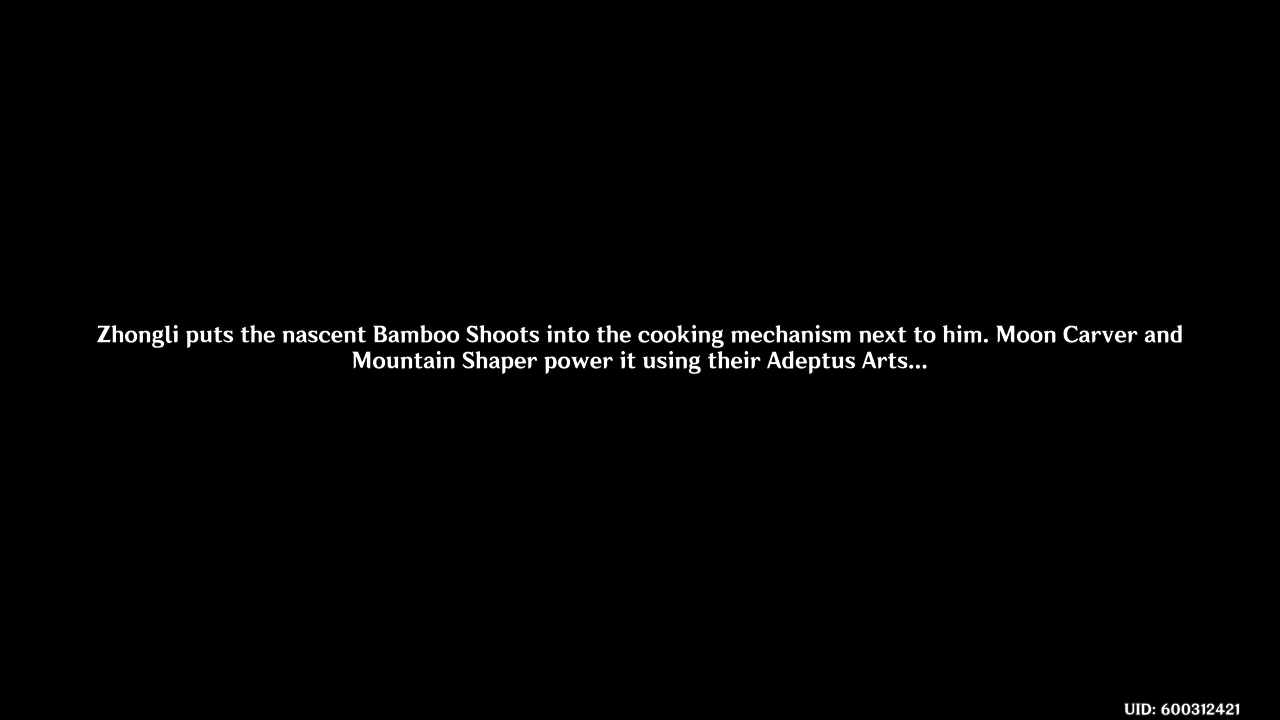 Zhongli puts the nascent Bamboo Shoots into the cooking mechanism next to him. Moon Carver and
Mountain Shaper power it using their Adeptus Arts...
UID: 600312421